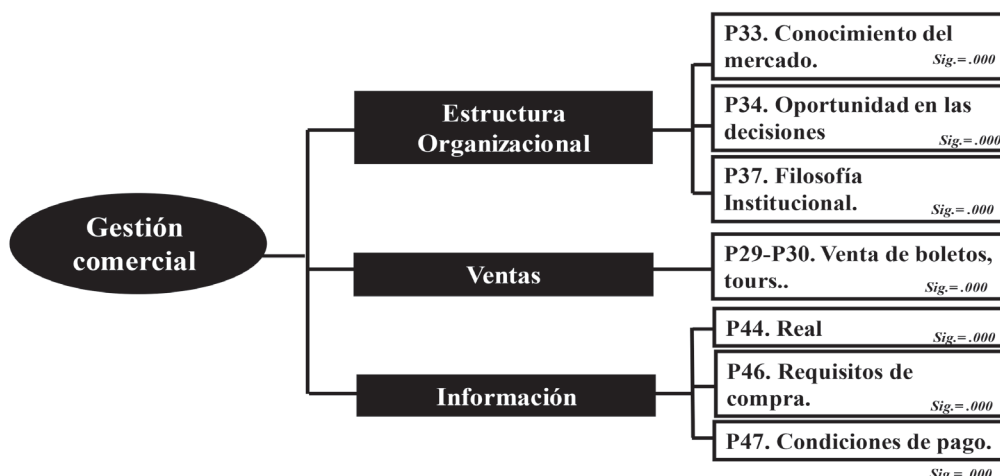 Gestión
comercial
Estructura
Organizacional
P33. Conocimiento del
mercado.
Sig.= .000
P34. Oportunidad en las
decisiones
Sig.=.000
P37. Filosofía
Institucional.
Sig.= .000
Ventas
P29-P30. Venta de boletos,
tours..
Sig.= .000
Información
P44. Real
Sig.= .000
P46. Requisitos de
compra.
Sig.= .000
P47. Condiciones de pago.
Sig.= .000